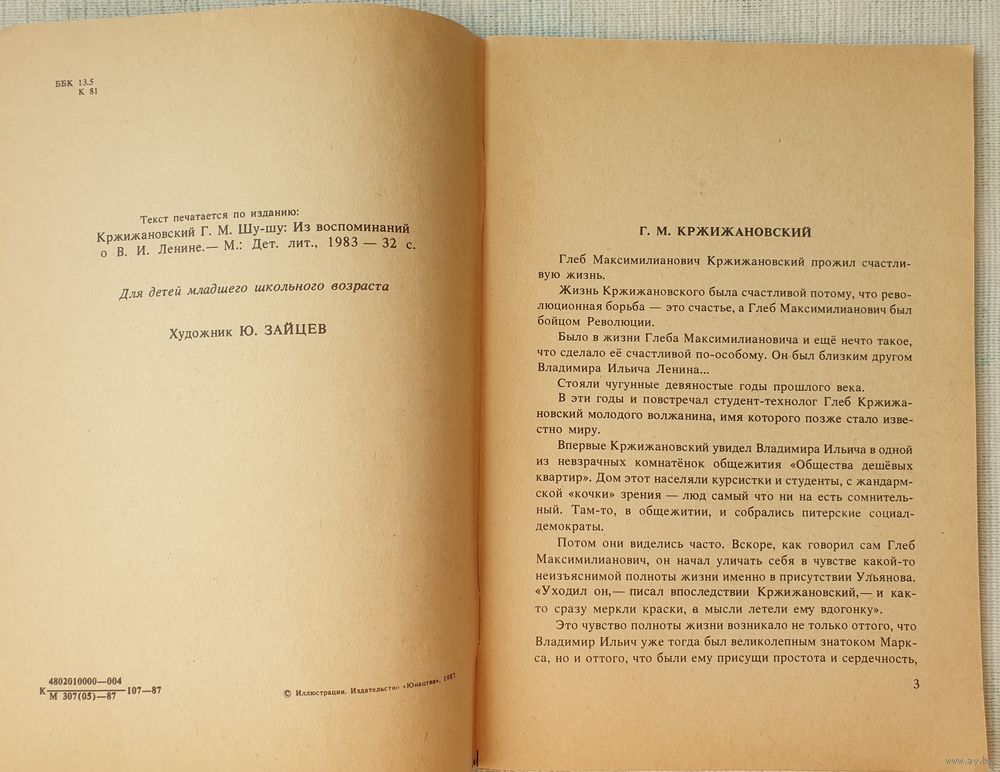 ББК 13.5
К 81
Текст печатается по изданию:
Кржижановский Г. М. Шу-шу: Из воспоминаний
о В. И. Ленине.— М.: Дет. лит., 1983 — 32 с.
Для детей младшего школьного возраста
Художник Ю. ЗАЙЦЕВ
4802010000—004
К 107—87
М 307(05)—87
© Иллюстрации. Издательство «Юнацтва», 1987.
Г. М. КРЖИЖАНОВСКИЙ
Глеб Максимилианович Кржижановский прожил счастли-
вую жизнь.
Жизнь Кржижановского была счастливой потому, что рево-
люционная борьба — это счастье, а Глеб Максимилианович был
бойцом Революции.
Было в жизни Глеба Максимилиановича и ещё нечто такое,
что сделало её счастливой по-особому. Он был близким другом
Владимира Ильича Ленина...
Стояли чугунные девяностые годы прошлого века.
В эти годы и повстречал студент-технолог Глеб Кржижа-
новский молодого волжанина, имя которого позже стало извес-
тно миру.
Впервые Кржижановский увидел Владимира Ильича в одной
из невзрачных комнатёнок общежития «Общества дешёвых
квартир». Дом этот населяли курсистки и студенты, с жандарм-
ской «кочки» зрения — люд самый что ни на есть сомнитель-
ный. Там-то, в общежитии, и собрались питерские социал-
демократы.
Потом они виделись часто. Вскоре, как говорил сам Глеб
Максимилианович, он начал уличать себя в чувстве какой-то
неизъяснимой полноты жизни именно в присутствии Ульянова.
«Уходил он,— писал впоследствии Кржижановский,— и как-
то сразу меркли краски, а мысли летели ему вдогонку».
Это чувство полноты жизни возникало не только оттого, что
Владимир Ильич уже тогда был великолепным знатоком Марк-
са, но и оттого, что были ему присущи простота и сердечность,
3